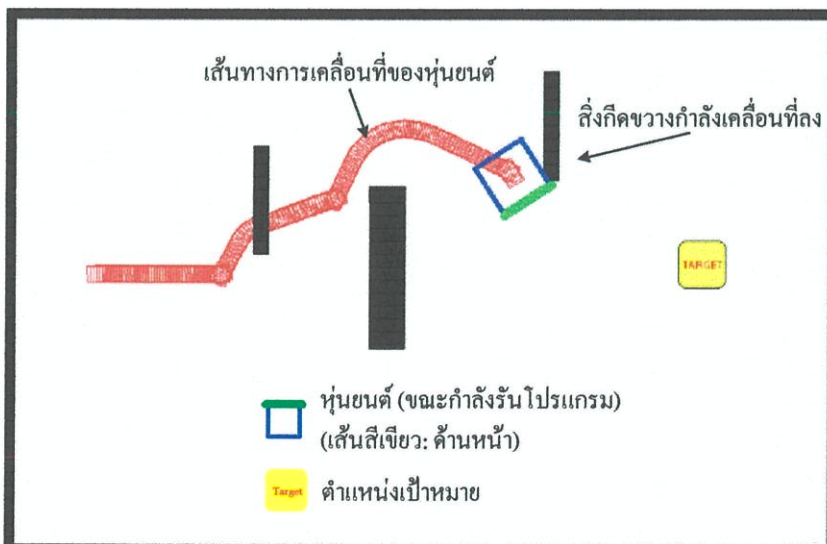 เส้นทางการเคลื่อนที่ของหุ่นยนต์
สิ่งกีดขวางกำลังเคลื่อนที่ลง
TARGET
หุ่นยนต์ (ขณะกำลังรันโปรแกรม)
(เส้นสีเขียว: ด้านหน้า)
Target ตำแหน่งเป้าหมาย